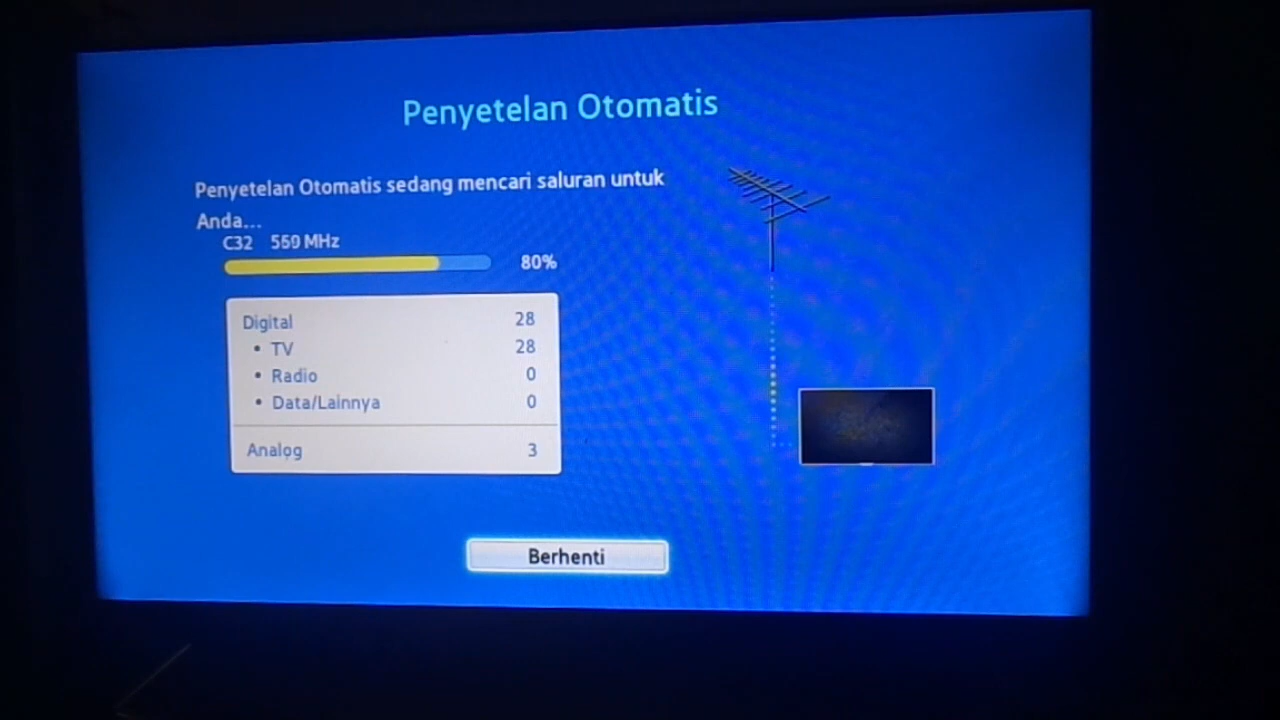 Penyetelan Otomatis
Penyetelan Otomatis sedang mencari saluran untuk
Anda...
C32 560 MHz
80%
Digital 28
• TV 28
• Radio 0
• Data/Lainnya 0
Analog 3
Berhenti